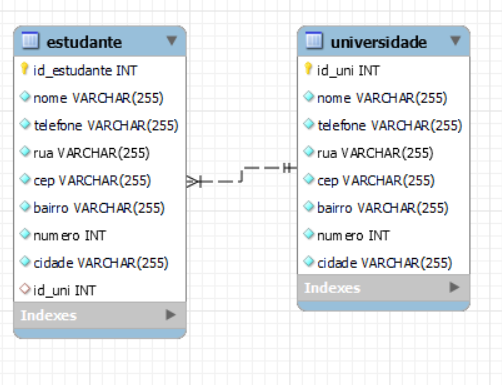 estudante
id_estudante INT
nome VARCHAR(255)
telefone VARCHAR(255)
rua VARCHAR(255)
cep VARCHAR(255)
bairro VARCHAR(255)
numero INT
cidade VARCHAR(255)
id_uni INT
Indexes
universidade
id_uni INT
nome VARCHAR(255)
telefone VARCHAR(255)
rua VARCHAR(255)
cep VARCHAR(255)
bairro VARCHAR(255)
numero INT
cidade VARCHAR(255)
Indexes